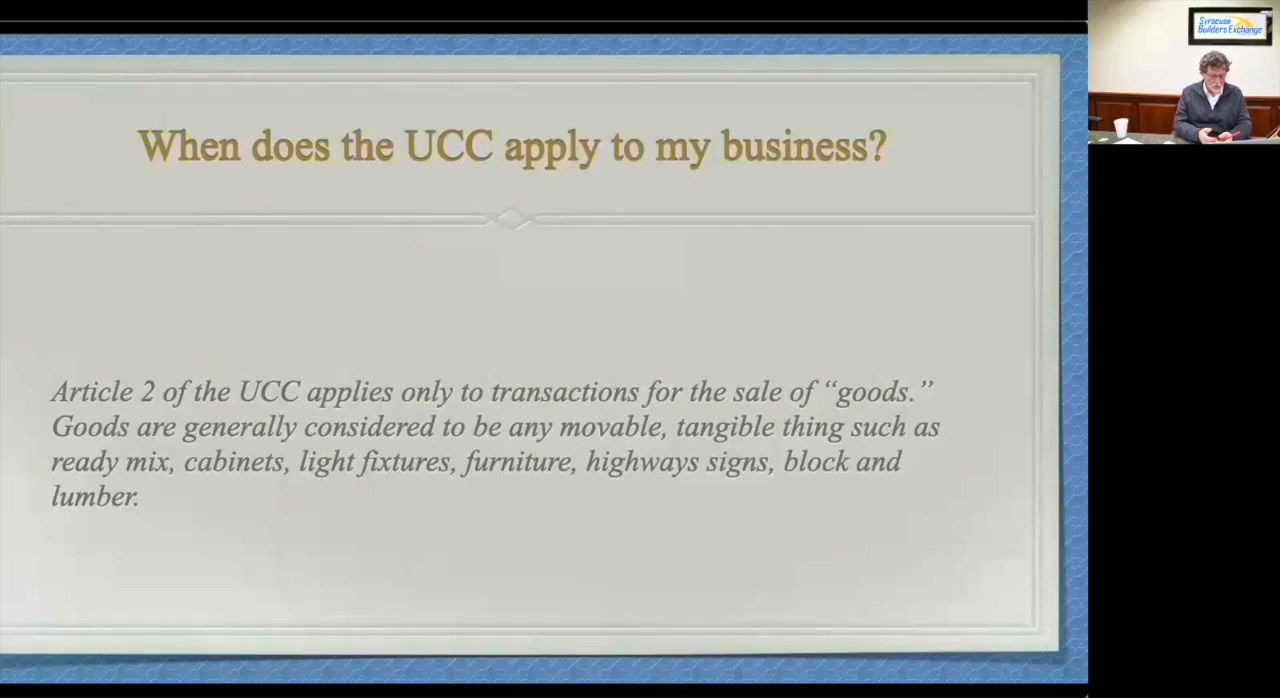 When does the UCC apply to my business?
Article 2 of the UCC applies only to transactions for the sale of “goods.”
Goods are generally considered to be any movable, tangible thing such as
ready mix, cabinets, light fixtures, furniture, highways signs, block and
lumber.
Syracuse
Builders Exchange